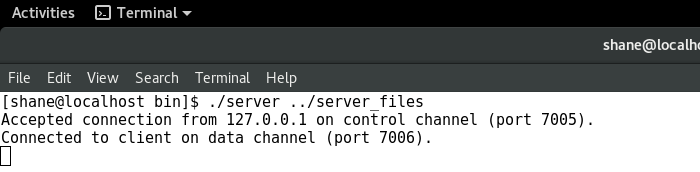 Activities Terminal
shane@localh
File Edit View Search Terminal Help
[shane@localhost bin]$ ./server ../server_files
Accepted connection from 127.0.0.1 on control channel (port 7005).
Connected to client on data channel (port 7006).